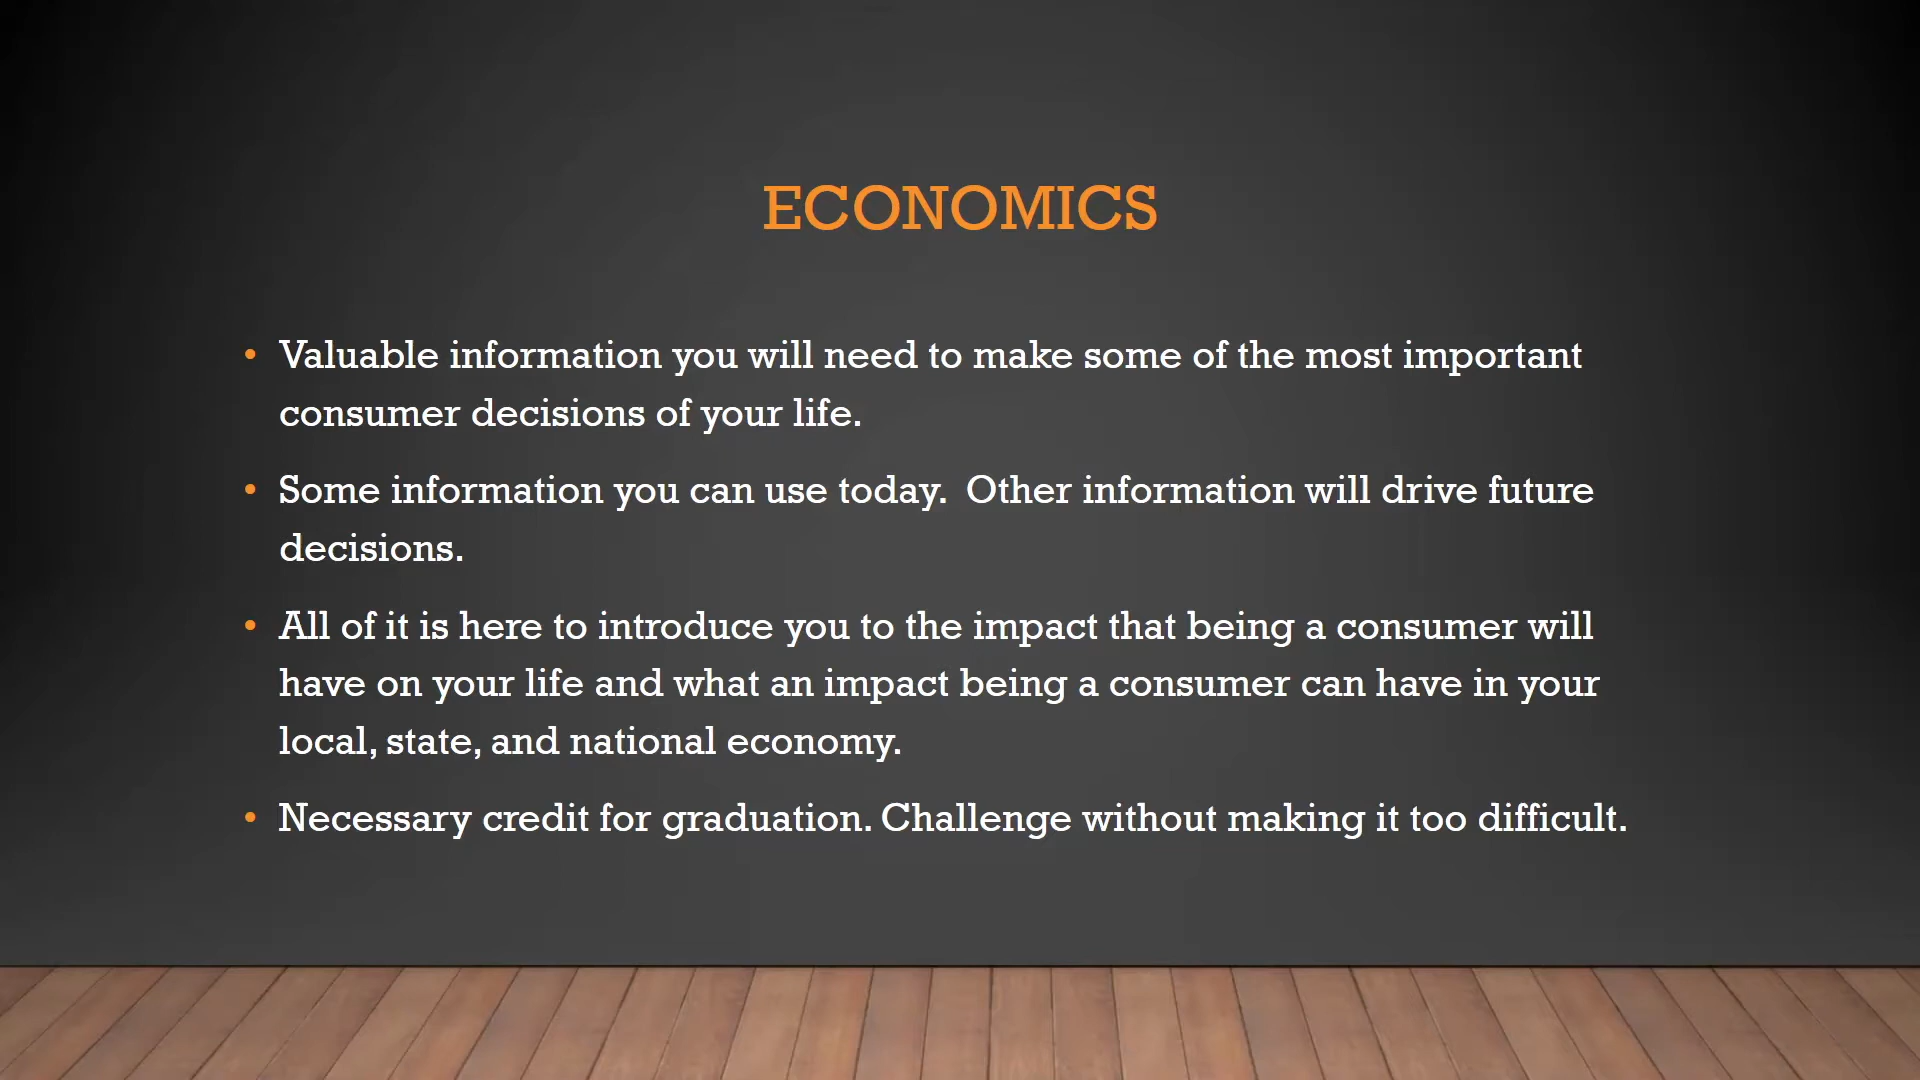 ECONOMICS
• Valuable information you will need to make some of the most important
consumer decisions of your life.
• Some information you can use today.  Other information will drive future
decisions.
• All of it is here to introduce you to the impact that being a consumer will
have on your life and what an impact being a consumer can have in your
local, state, and national economy.
• Necessary credit for graduation. Challenge without making it too difficult.